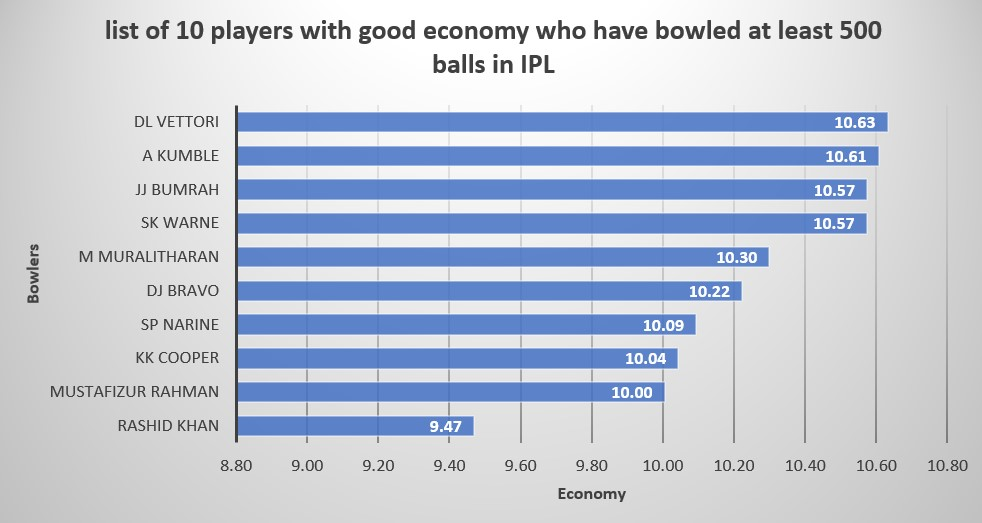 list of 10 players with good economy who have bowled at least 500
balls in IPL
DL VETTORI
10.63
A KUMBLE
10.61
JJ BUMRAH
10.57
SK WARNE
10.57
M MURALITHARAN
10.30
DJ BRAVO
10.22
SP NARINE
10.09
KK COOPER
10.04
MUSTAFIZUR RAHMAN
10.00
RASHID KHAN
9.47
Bowlers
8.80 9.00 9.20 9.40 9.60 9.80 10.00 10.20 10.40 10.60 10.80
Economy